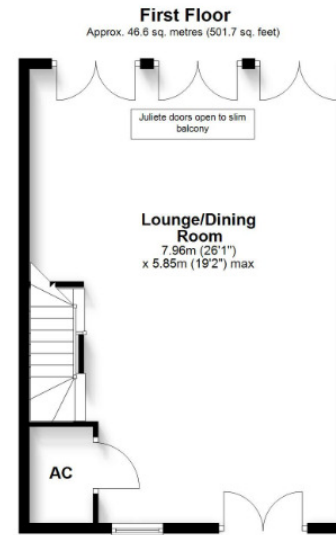 First Floor
Approx. 46.6 sq. metres (501.7 sq. feet)
Juliete doors open to slim
balcony
Lounge/Dining
Room
7.96m (26'1")
x 5.85m (19'2") max
AC